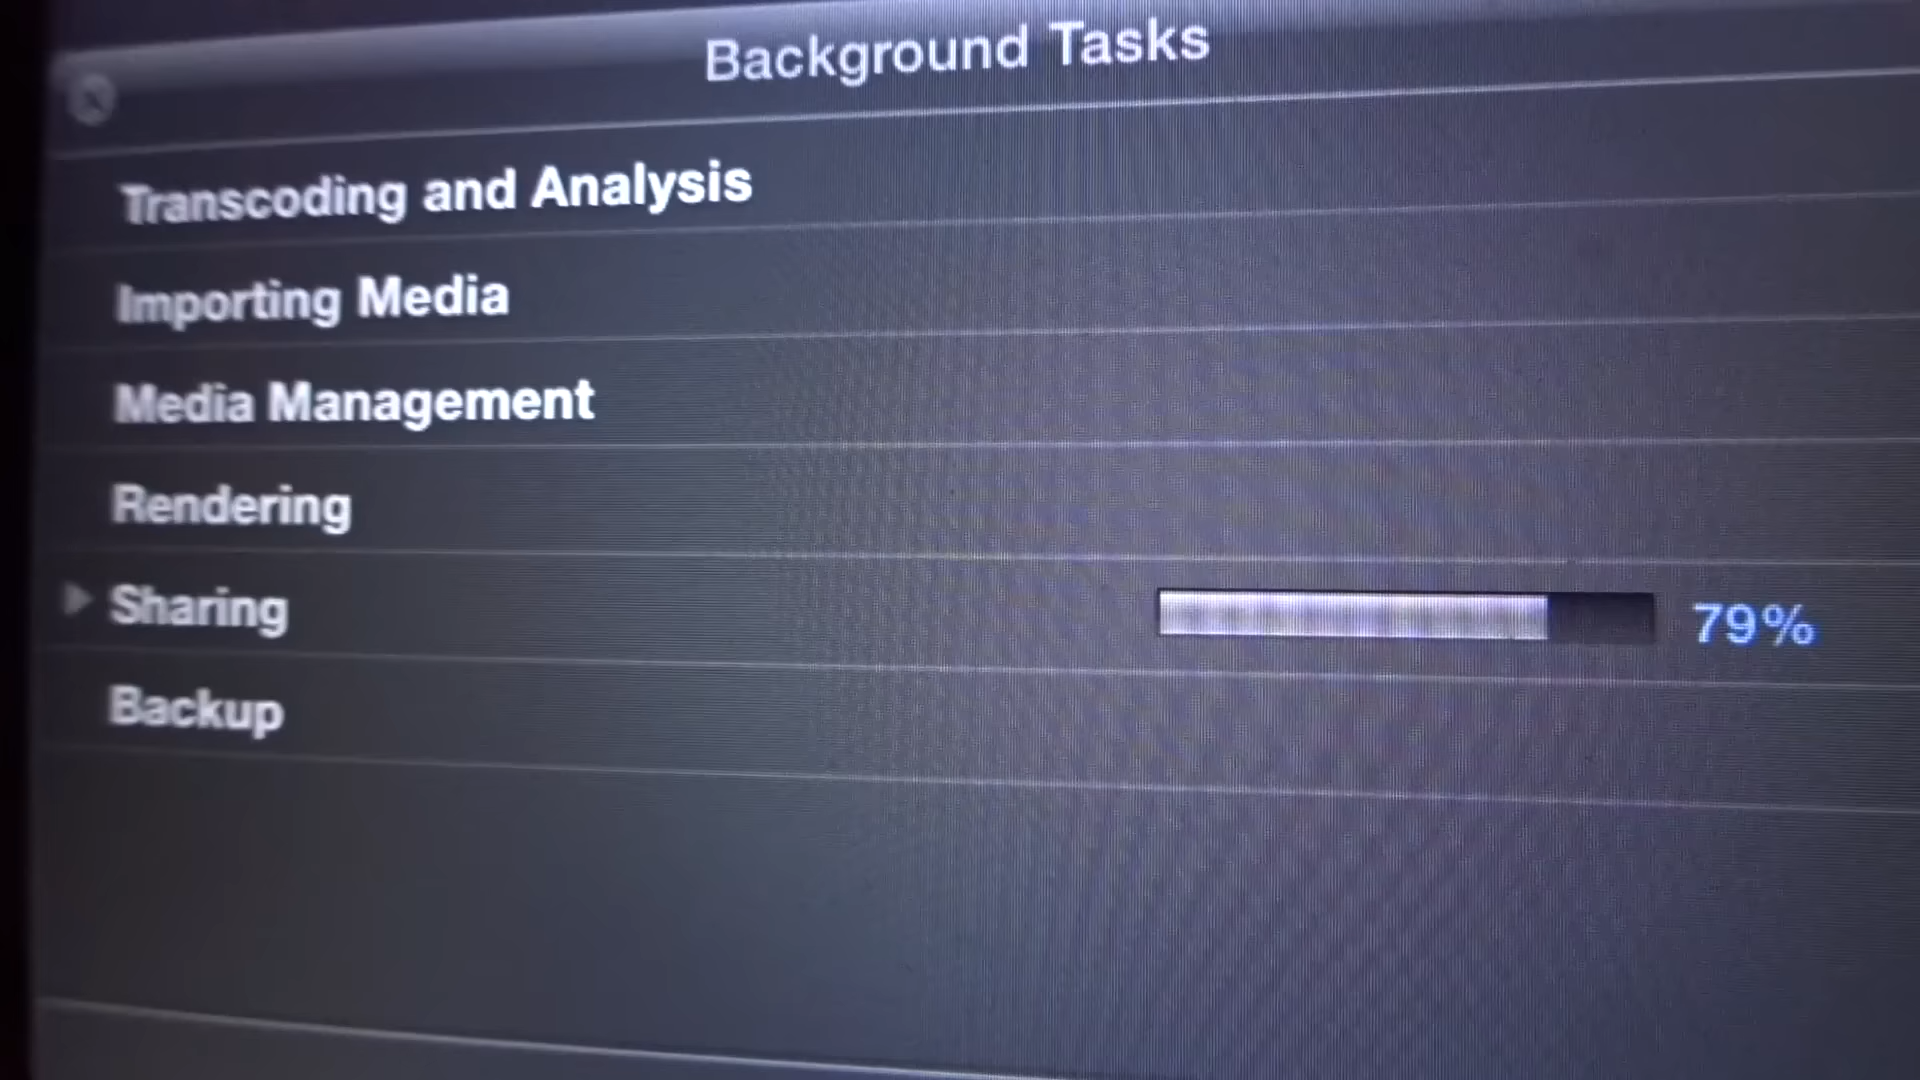 Background Tasks
Transcoding and Analysis
Importing Media
Media Management
Rendering
Sharing 79%
Backup